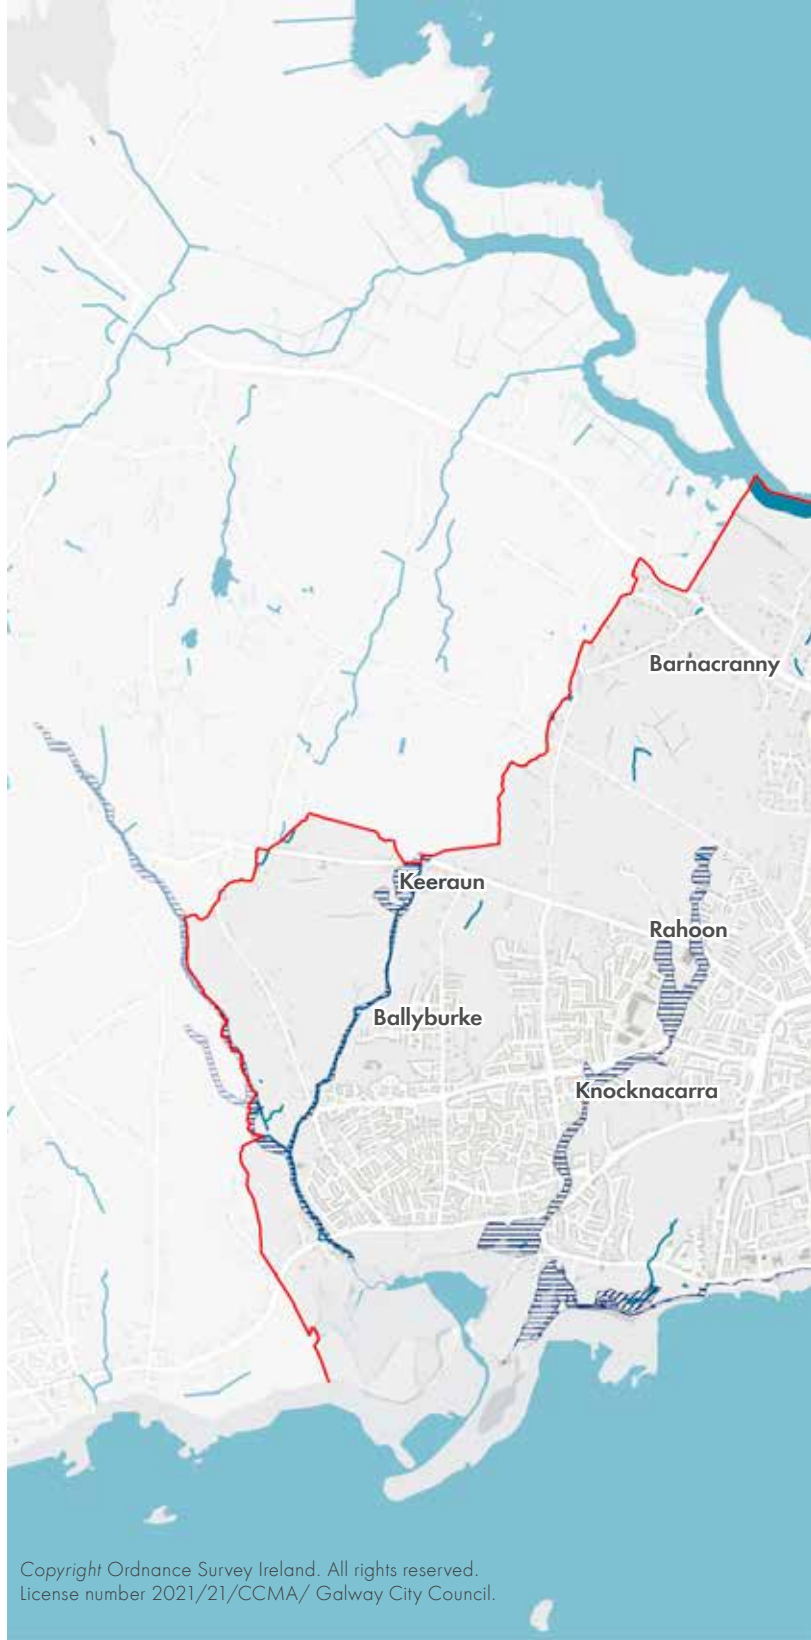 Barnacranny
Keeraun
Rahoon
Ballyburke
Knocknacarra
Copyright Ordnance Survey Ireland. All rights reserved.
License number 2021/21/CCMA/ Galway City Council.